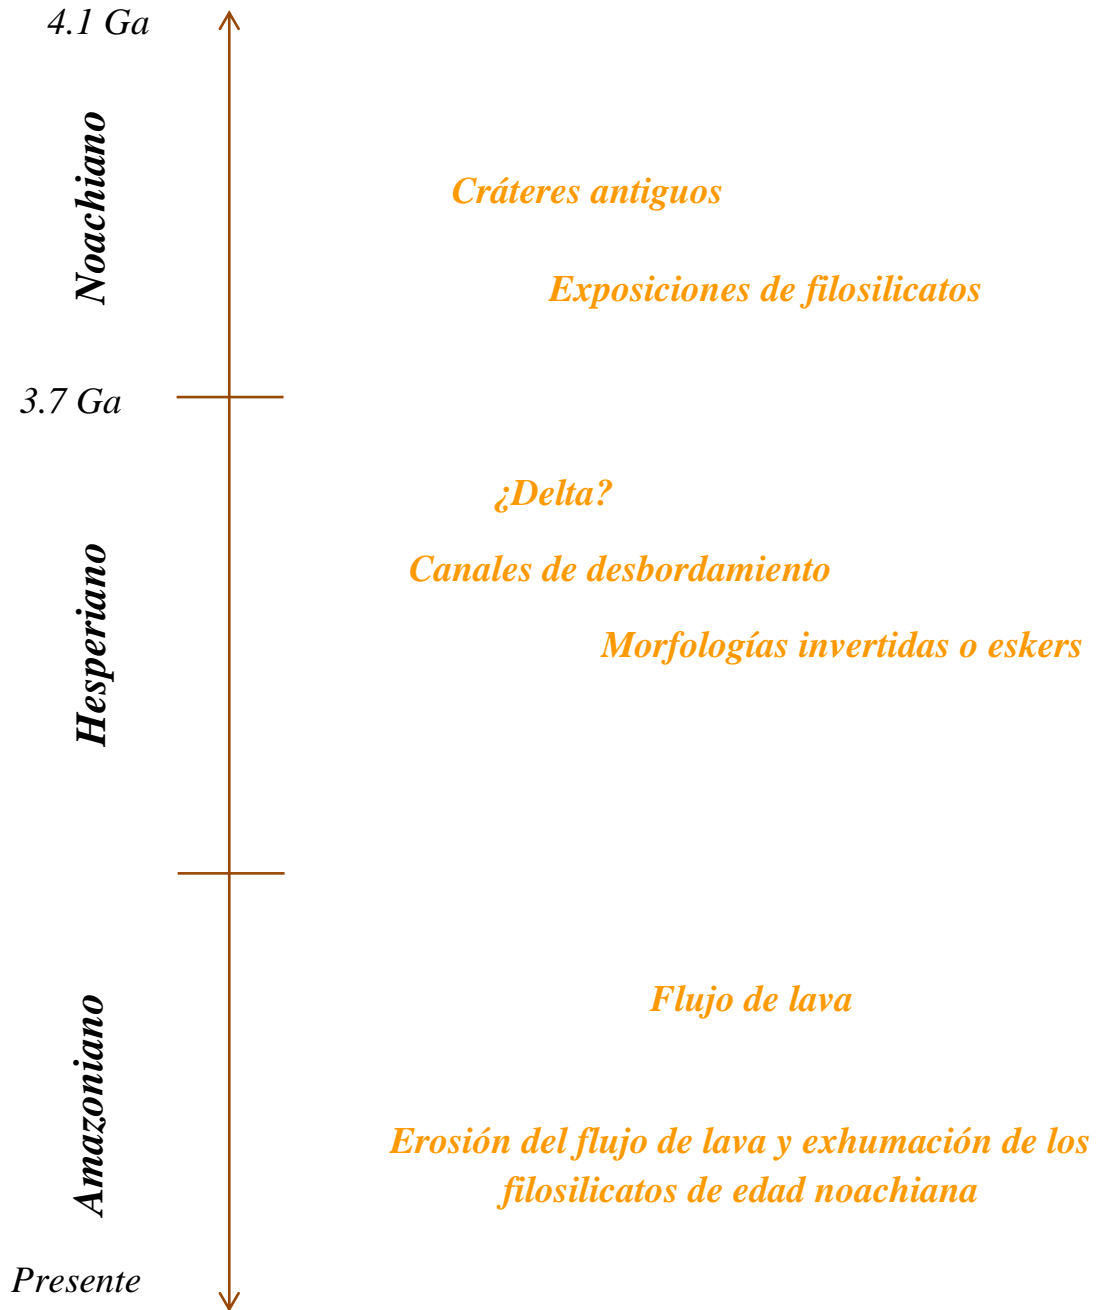 4.1 Ga
Noachiano
Cráteres antiguos
Exposiciones de filosilicatos
3.7 Ga
¿Delta?
Canales de desbordamiento
Hesperiano
Morfologías invertidas o eskers
Amazoniano
Flujo de lava
Erosión del flujo de lava y exhumación de los
filosilicatos de edad noachiana
Presente